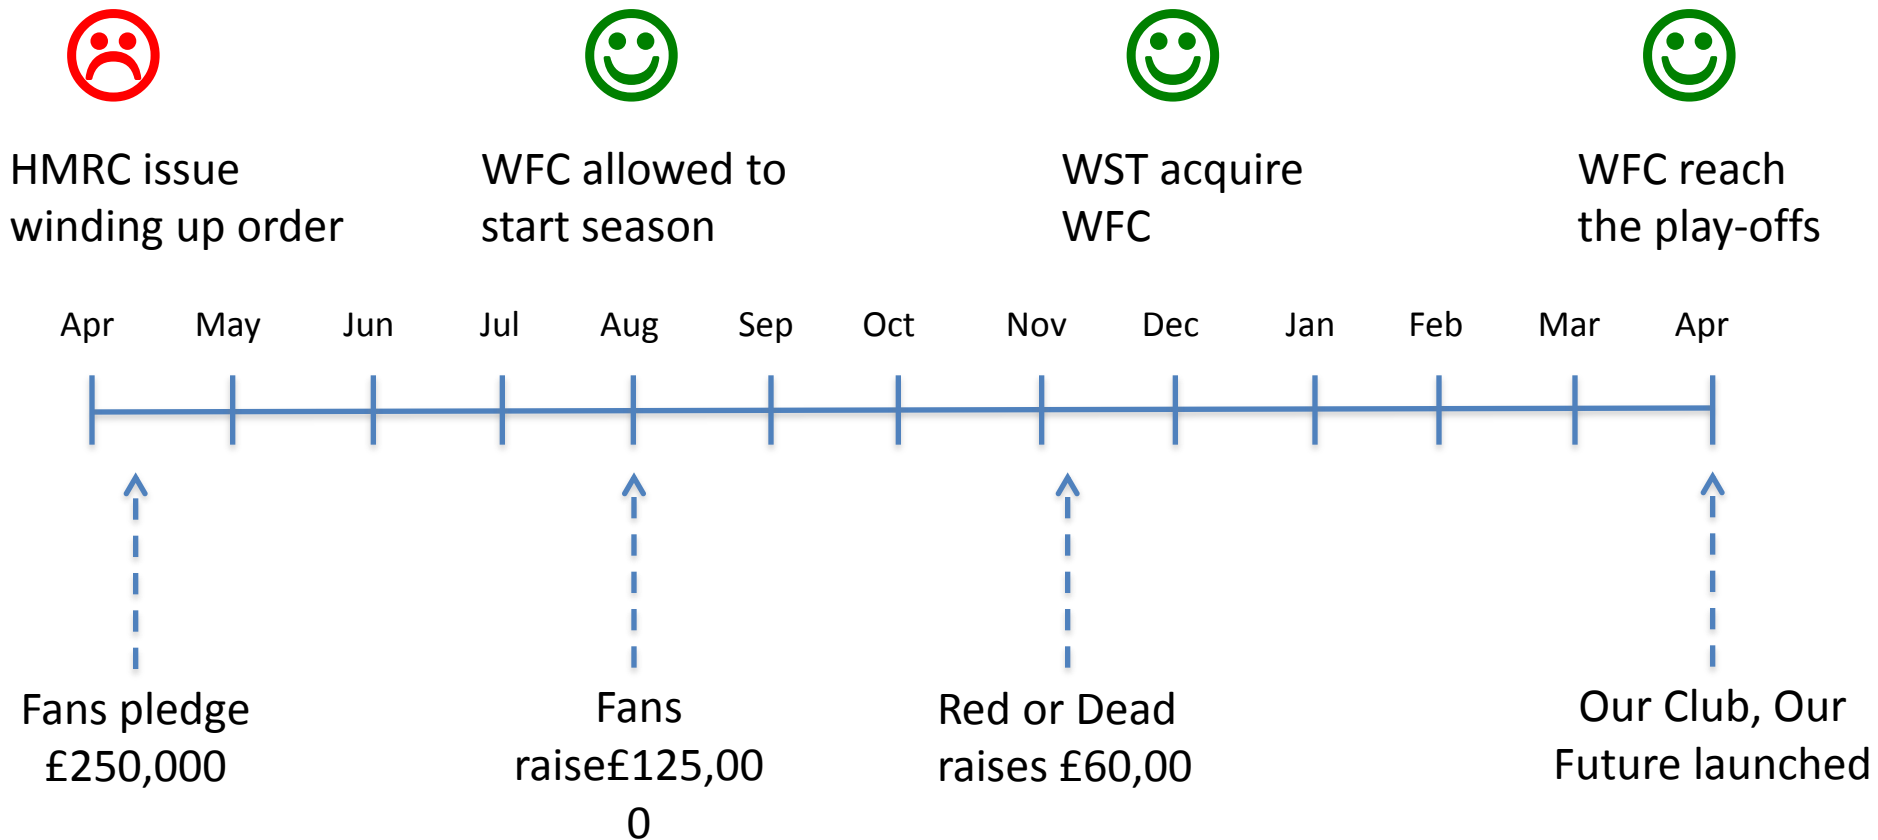 HMRC issue
winding up order
WFC allowed to
start season
WST acquire
WFC
WFC reach
the play-offs
Apr May Jun Jul Aug Sep Oct Nov Dec Jan Feb Mar Apr
Fans pledge
£250,000
Fans
raise£125,00
0
Red or Dead
raises £60,00
Our Club, Our
Future launched